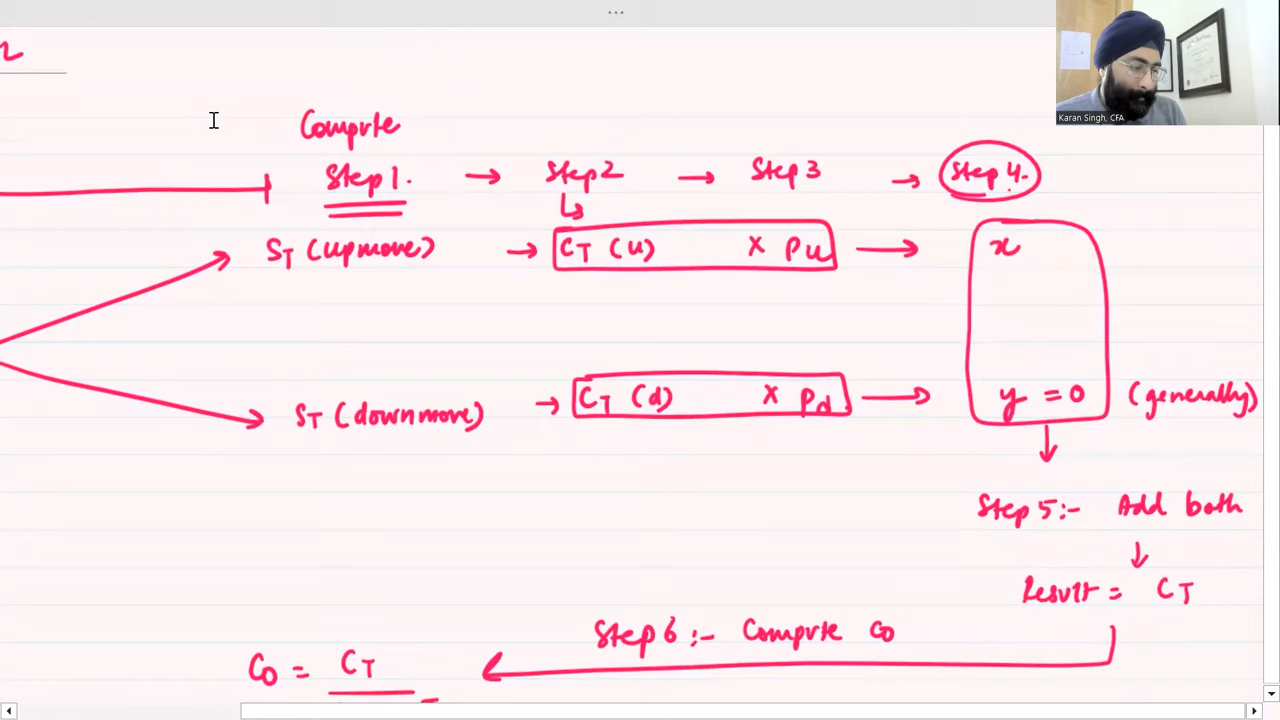 Karan Singh, CFA
Compute
Step 1. → Step 2 → Step 3 → Step 4.
ST (upmove) → CT (u) x Pu → x
ST (downmove) → CT (d) x Pd → y = 0 (generally)
Step 5:- Add both
Result = CT
Step 6:- Compute C0
C0 = CT